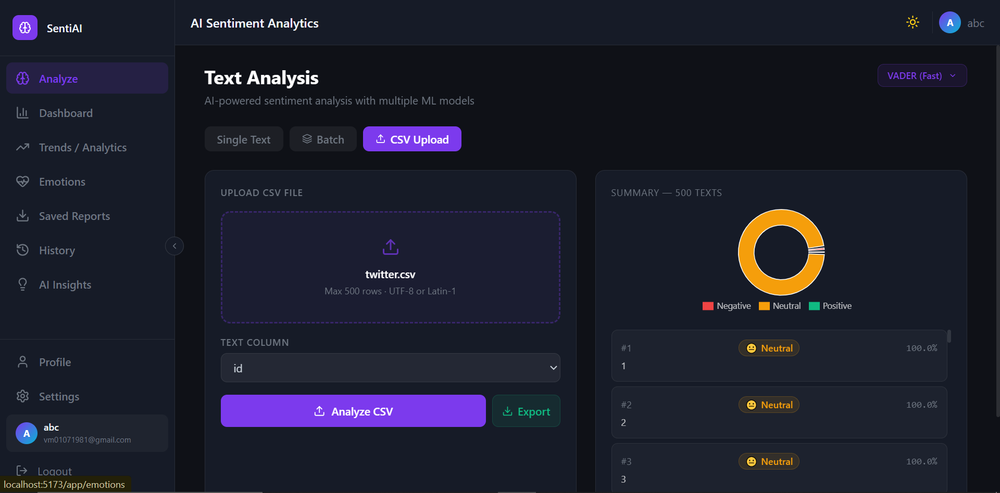 SentiAI
AI Sentiment Analytics
A
abc
Analyze
Dashboard
Trends / Analytics
Emotions
Saved Reports
History
AI Insights
Profile
Settings
A
abc
vm01071981@gmail.com
Logout
localhost:5173/app/emotions
Text Analysis
VADER (Fast)
AI-powered sentiment analysis with multiple ML models
Single Text
Batch
CSV Upload
UPLOAD CSV FILE
twitter.csv
Max 500 rows · UTF-8 or Latin-1
TEXT COLUMN
id
Analyze CSV
Export
SUMMARY — 500 TEXTS
Negative
Neutral
Positive
#1
Neutral
100.0%
1
#2
Neutral
100.0%
2
#3
Neutral
100.0%
3